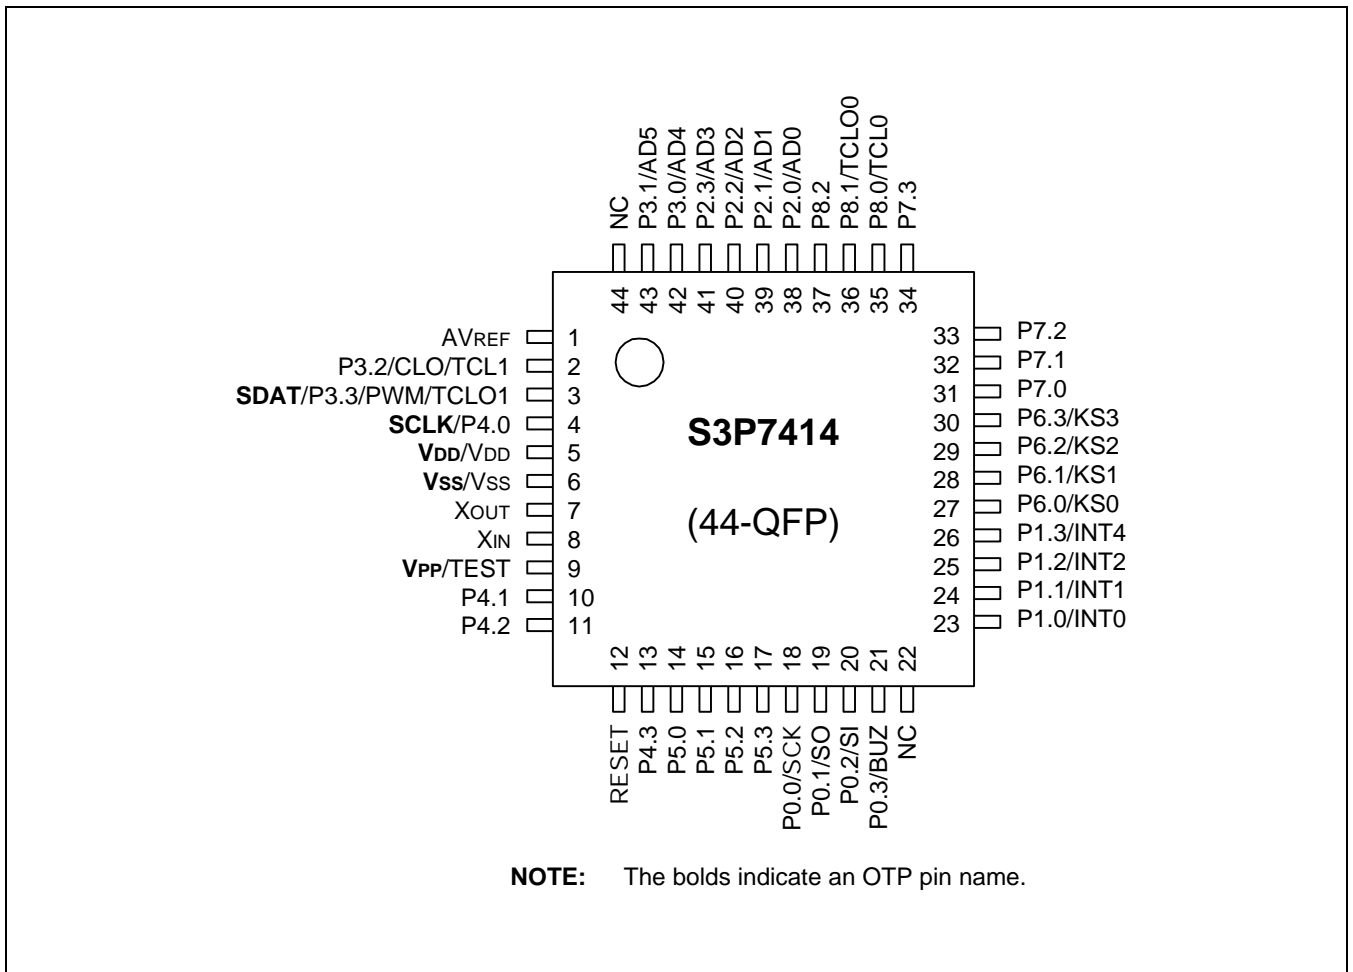 NC
P3.1/AD5
P3.0/AD4
P2.3/AD3
P2.2/AD2
P2.1/AD1
P2.0/AD0
P8.2
P8.1/TCLO0
P8.0/TCL0
P7.3
44
43
42
41
40
39
38
37
36
35
34
AVREF 1
P3.2/CLO/TCL1 2
SDAT/P3.3/PWM/TCLO1 3
SCLK/P4.0 4
VDD/VDD 5
VSS/VSS 6
XOUT 7
XIN 8
VPP/TEST 9
P4.1 10
P4.2 11
S3P7414
(44-QFP)
33 P7.2
32 P7.1
31 P7.0
30 P6.3/KS3
29 P6.2/KS2
28 P6.1/KS1
27 P6.0/KS0
26 P1.3/INT4
25 P1.2/INT2
24 P1.1/INT1
23 P1.0/INT0
12
13
14
15
16
17
18
19
20
21
22
RESET
P4.3
P5.0
P5.1
P5.2
P5.3
P0.0/SCK
P0.1/SO
P0.2/SI
P0.3/BUZ
NC
NOTE: The bolds indicate an OTP pin name.